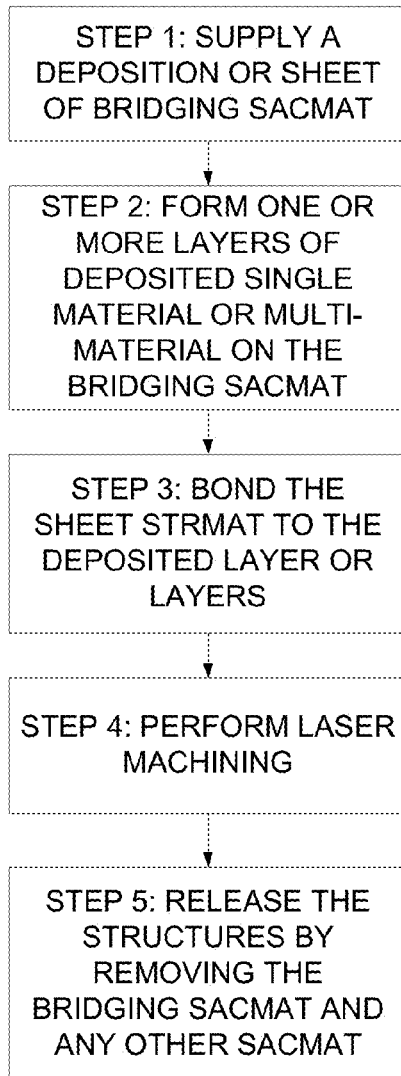 STEP 1: SUPPLY A
DEPOSITION OR SHEET
OF BRIDGING SACMAT
STEP 2: FORM ONE OR
MORE LAYERS OF
DEPOSITED SINGLE
MATERIAL OR MULTI-
MATERIAL ON THE
BRIDGING SACMAT
STEP 3: BOND THE
SHEET STRMAT TO THE
DEPOSITED LAYER OR
LAYERS
STEP 4: PERFORM LASER
MACHINING
STEP 5: RELEASE THE
STRUCTURES BY
REMOVING THE
BRIDGING SACMAT AND
ANY OTHER SACMAT